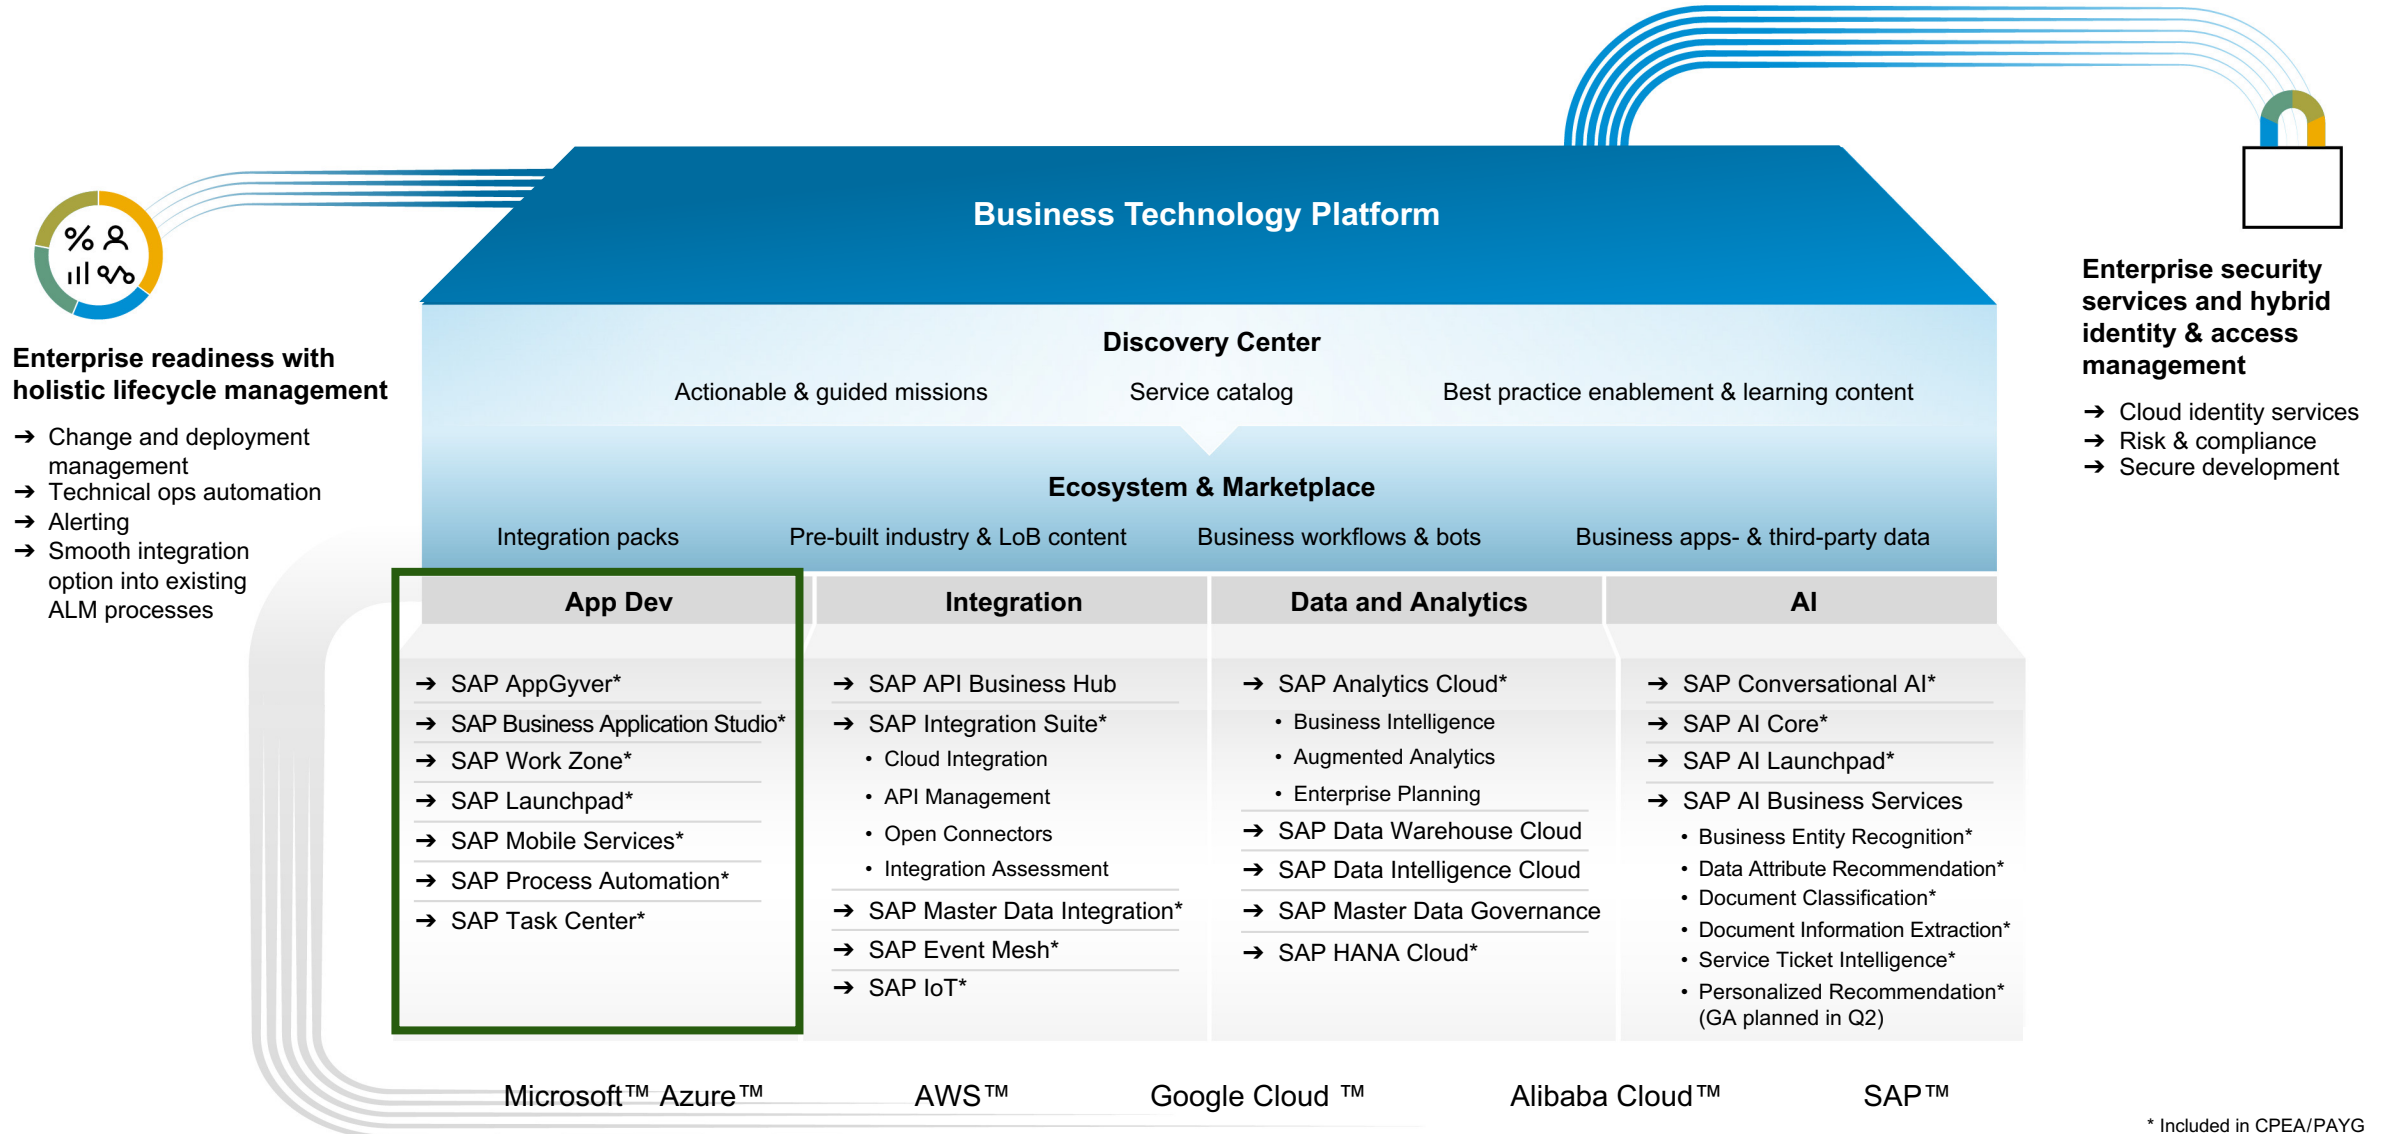 Business Technology Platform
Enterprise readiness with
holistic lifecycle management
➔ Change and deployment
management
➔ Technical ops automation
➔ Alerting
➔ Smooth integration
option into existing
ALM processes
Enterprise security
services and hybrid
identity & access
management
➔ Cloud identity services
➔ Risk & compliance
➔ Secure development
Discovery Center
Actionable & guided missions
Service catalog
Best practice enablement & learning content
Ecosystem & Marketplace
Integration packs
Pre-built industry & LoB content
Business workflows & bots
Business apps- & third-party data
App Dev
➔ SAP AppGyver*
➔ SAP Business Application Studio*
➔ SAP Work Zone*
➔ SAP Launchpad*
➔ SAP Mobile Services*
➔ SAP Process Automation*
➔ SAP Task Center*
Integration
➔ SAP API Business Hub
➔ SAP Integration Suite*
• Cloud Integration
• API Management
• Open Connectors
• Integration Assessment
➔ SAP Master Data Integration*
➔ SAP Event Mesh*
➔ SAP IoT*
Data and Analytics
➔ SAP Analytics Cloud*
• Business Intelligence
• Augmented Analytics
• Enterprise Planning
➔ SAP Data Warehouse Cloud
➔ SAP Data Intelligence Cloud
➔ SAP Master Data Governance
➔ SAP HANA Cloud*
AI
➔ SAP Conversational AI*
➔ SAP AI Core*
➔ SAP AI Launchpad*
➔ SAP AI Business Services
• Business Entity Recognition*
• Data Attribute Recommendation*
• Document Classification*
• Document Information Extraction*
• Service Ticket Intelligence*
• Personalized Recommendation*
(GA planned in Q2)
Microsoft™ Azure™
AWS™
Google Cloud ™
Alibaba Cloud™
SAP™
* Included in CPEA/PAYG